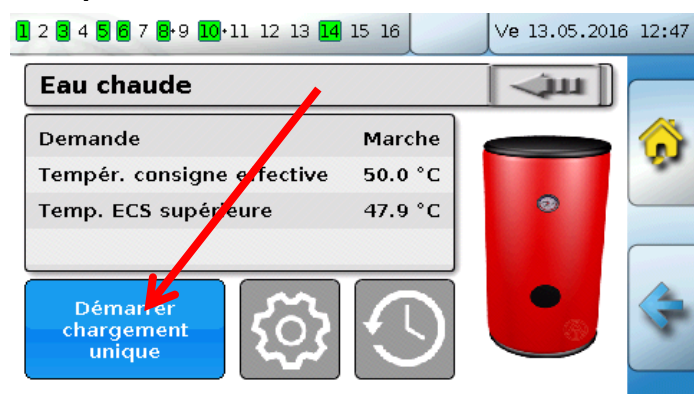 1 2 3 4 5 6 7 8·9 10·11 12 13 14 15 16 Ve 13.05.2016 12:47
Eau chaude
Demande Marche
Tempér. consigne effective 50.0 °C
Temp. ECS supérieure 47.9 °C
Démarrer
chargement
unique